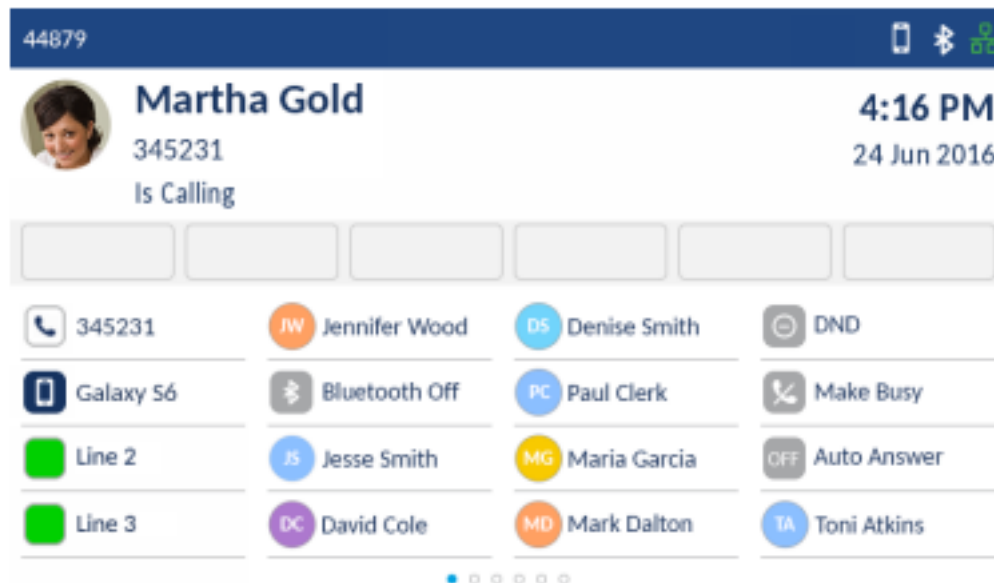 44879
Martha Gold
4:16 PM
345231
24 Jun 2016
Is Calling
345231
JW Jennifer Wood
DS Denise Smith
DND
Galaxy S6
Bluetooth Off
PC Paul Clerk
Make Busy
Line 2
JS Jesse Smith
MG Maria Garcia
OFF Auto Answer
Line 3
DC David Cole
MD Mark Dalton
TA Toni Atkins